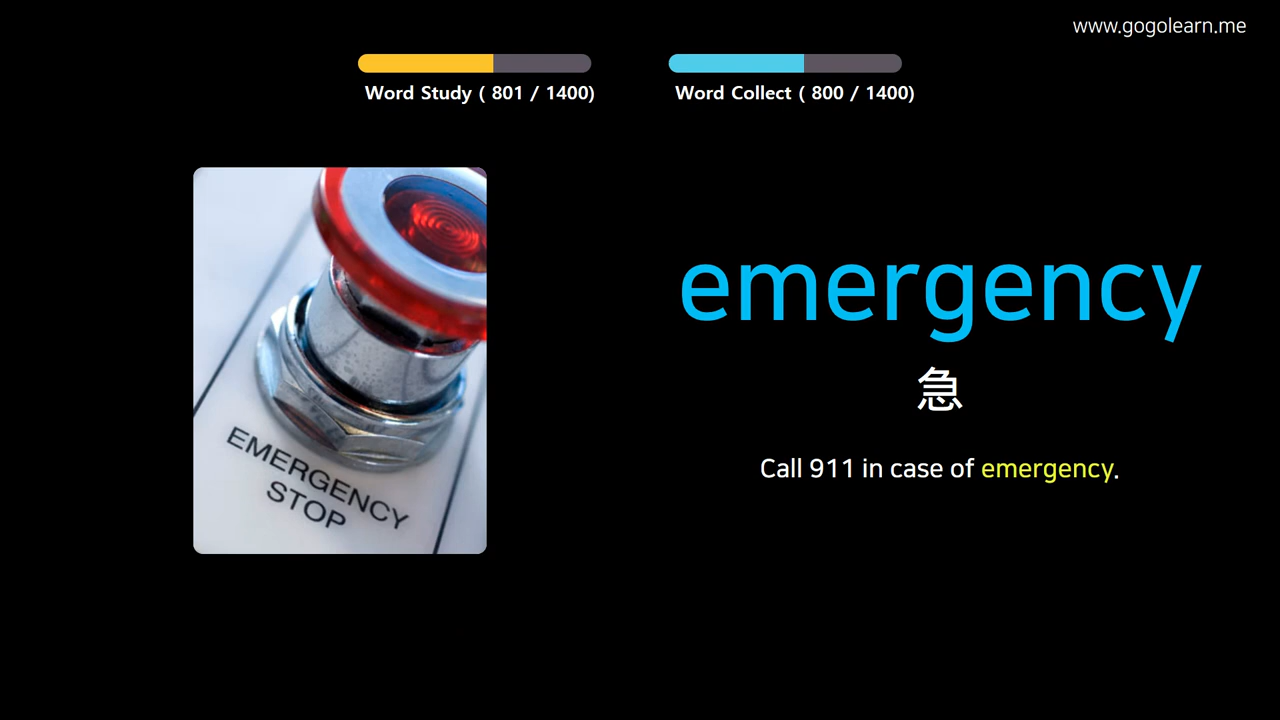 www.gogolearn.me
Word Study ( 801 / 1400)
Word Collect ( 800 / 1400)
EMERGENCY
STOP
emergency
急
Call 911 in case of emergency.